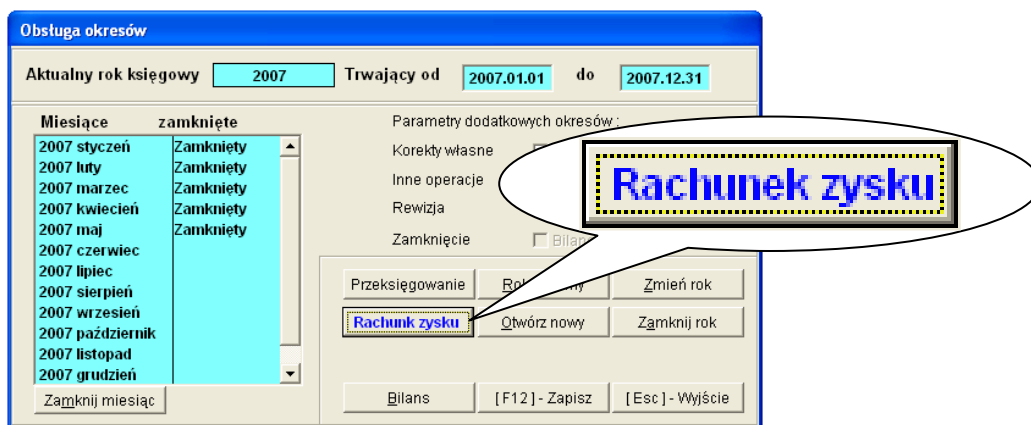 Obsługa okresów
Aktualny rok księgowy 2007 Trwający od 2007.01.01 do 2007.12.31
Miesiące zamknięte
2007 styczeń Zamknięty
2007 luty Zamknięty
2007 marzec Zamknięty
2007 kwiecień Zamknięty
2007 maj Zamknięty
2007 czerwiec
2007 lipiec
2007 sierpień
2007 wrzesień
2007 październik
2007 listopad
2007 grudzień
Zamknij miesiąc
Parametry dodatkowych okresów :
Korekty własne
Inne operacje
Rewizja
Zamknięcie
Rachunek zysku
Przeksięgowanie Zmień rok
Rachunk zysku Otwórz nowy Zamknij rok
Bilans [ F12 ] - Zapisz [ Esc ] - Wyjście